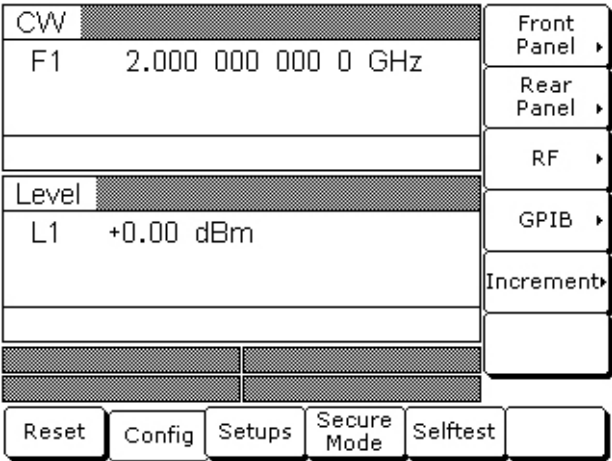 CW
F1 2.000 000 000 0 GHz
Level
L1 +0.00 dBm
Front
Panel
Rear
Panel
RF
GPIB
Increment
Reset
Config
Setups
Secure
Mode
Selftest